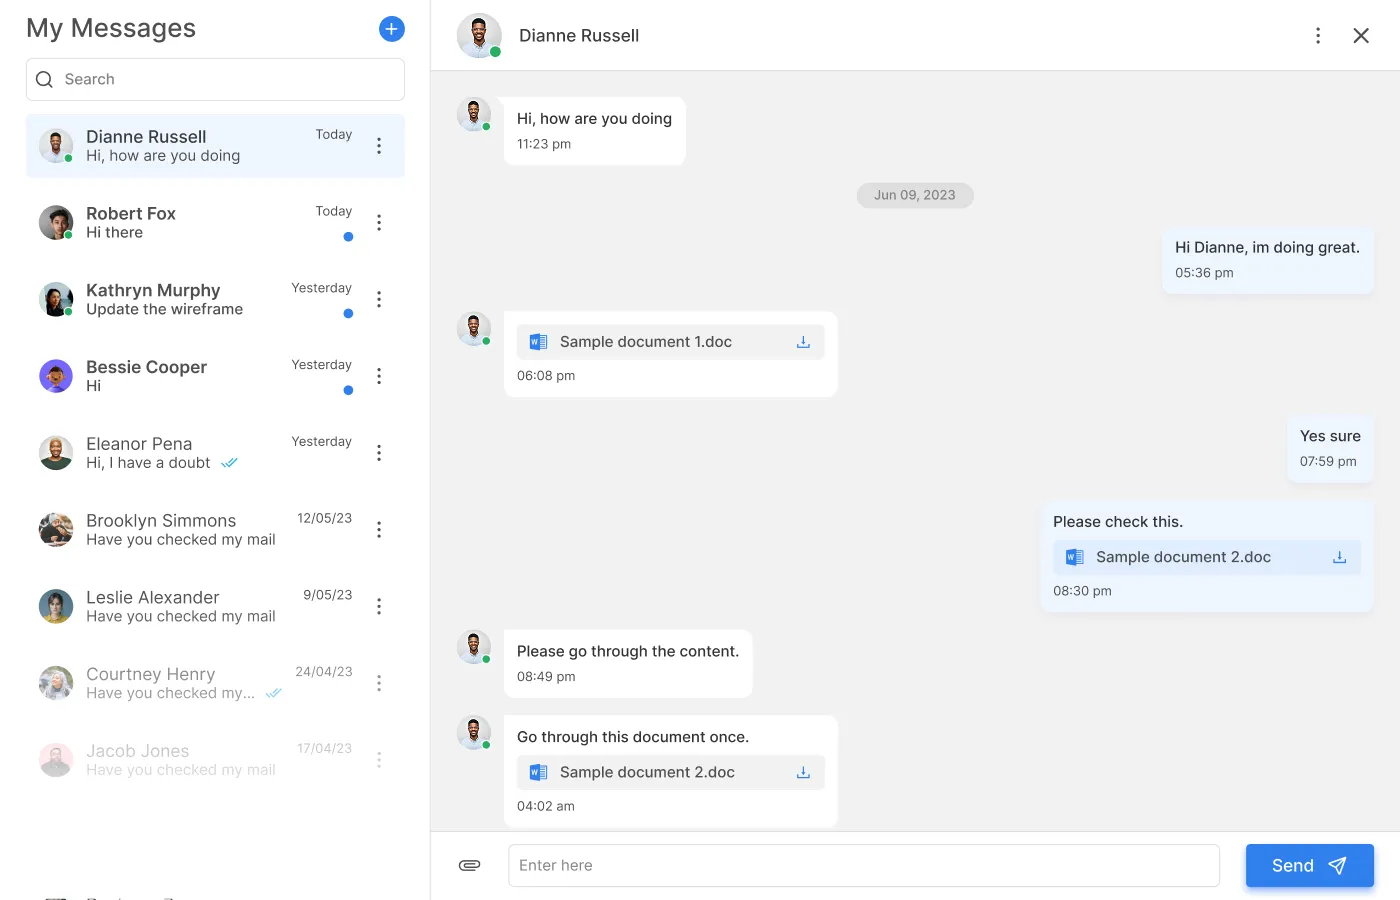 My Messages
Search
Dianne Russell
Today
Hi, how are you doing
Robert Fox
Today
Hi there
Kathryn Murphy
Yesterday
Update the wireframe
Bessie Cooper
Yesterday
Hi
Eleanor Pena
Yesterday
Hi, I have a doubt
Brooklyn Simmons
12/05/23
Have you checked my mail
Leslie Alexander
9/05/23
Have you checked my mail
Courtney Henry
24/04/23
Have you checked my...
Jacob Jones
17/04/23
Have you checked my mail
Dianne Russell
Hi, how are you doing
11:23 pm
Jun 09, 2023
Hi Dianne, im doing great.
05:36 pm
Sample document 1.doc
06:08 pm
Yes sure
07:59 pm
Please check this.
Sample document 2.doc
08:30 pm
Please go through the content.
08:49 pm
Go through this document once.
Sample document 2.doc
04:02 am
Enter here
Send